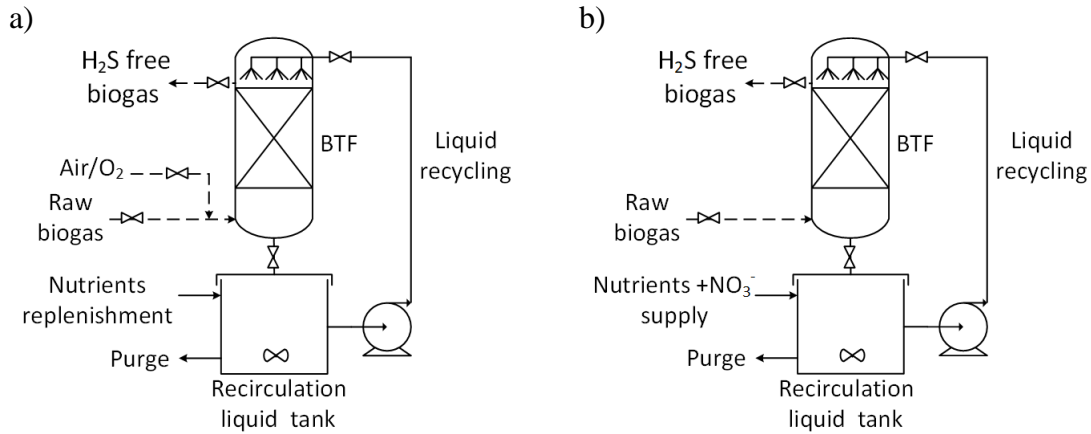 a)
H₂S free
biogas
BTF
Liquid
recycling
Air/O₂
Raw
biogas
Nutrients
replenishment
Purge
Recirculation
liquid tank
b)
H₂S free
biogas
BTF
Liquid
recycling
Raw
biogas
Nutrients +NO₃⁻
supply
Purge
Recirculation
liquid tank